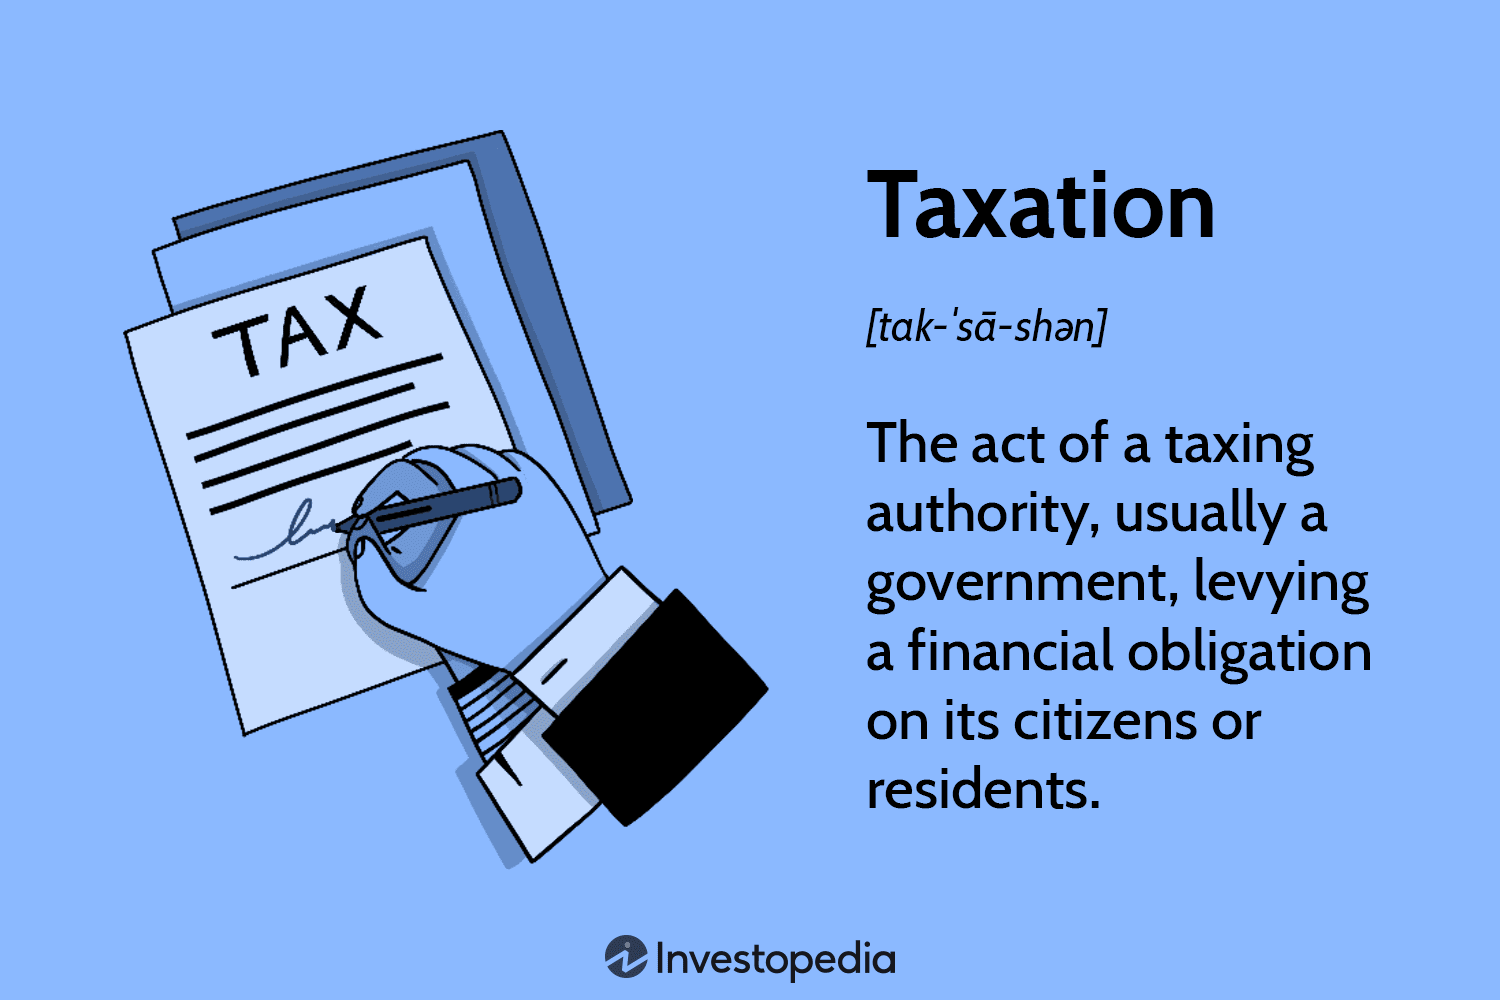 TAX
Taxation
[tak-ˈsā-shən]
The act of a taxing
authority, usually a
government, levying
a financial obligation
on its citizens or
residents.
Investopedia